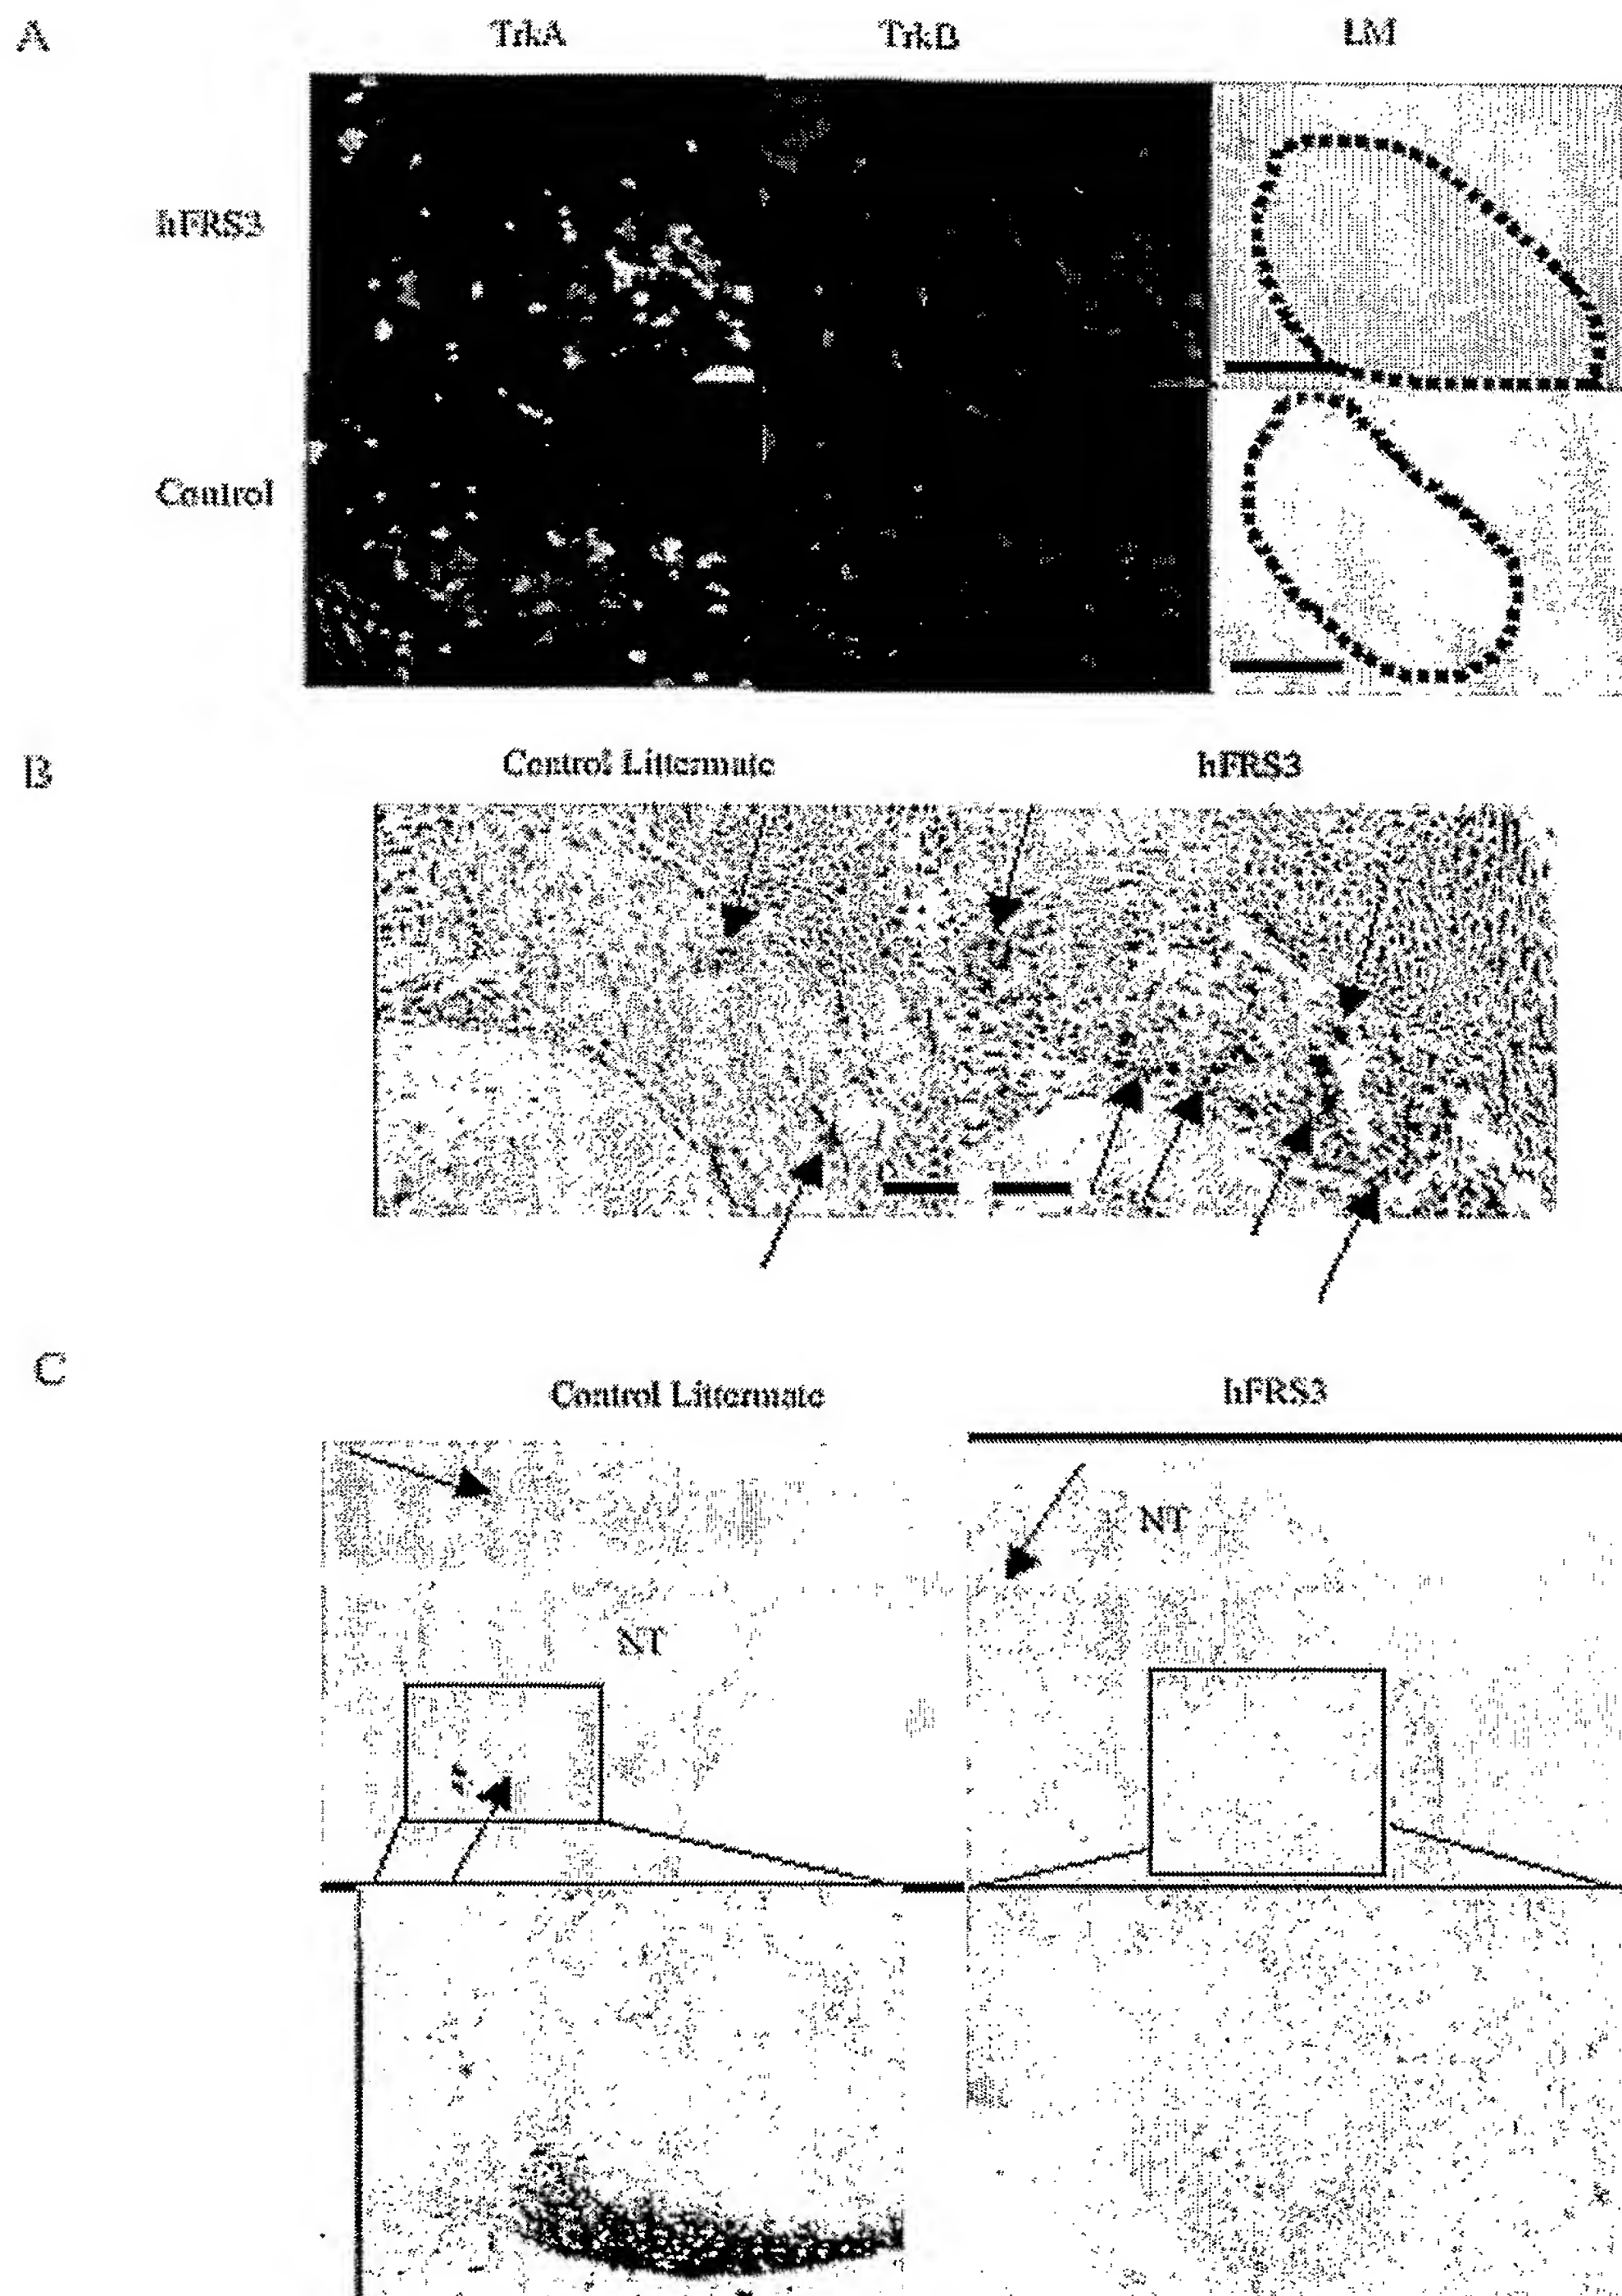 A
TrkA TrkB LM
hFRS3
Control
B
Control Littermate hFRS3
C
Control Littermate hFRS3
NT
NT